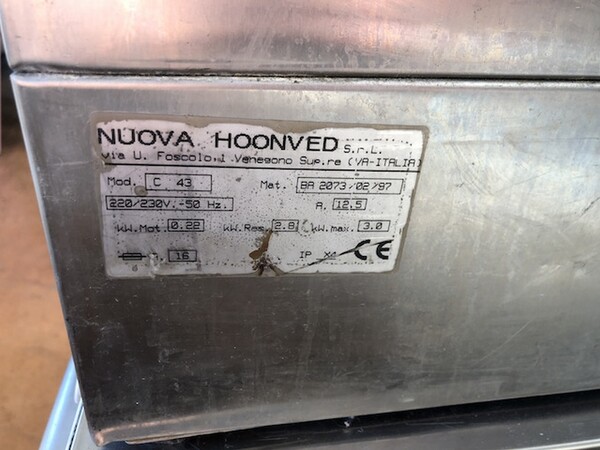 NUOVA HOONVED S.r.L.
via U. Foscolo,1 Venegono Sup.re (VA-ITALIA)
Mod. C 43 Mat. BA 2073/02/97
220/230V.-50 Hz. A. 12.5
kW.Mot. 0.22 kW.Res. 2.8 kW.max. 3.0
A. 16 IP X4 CE